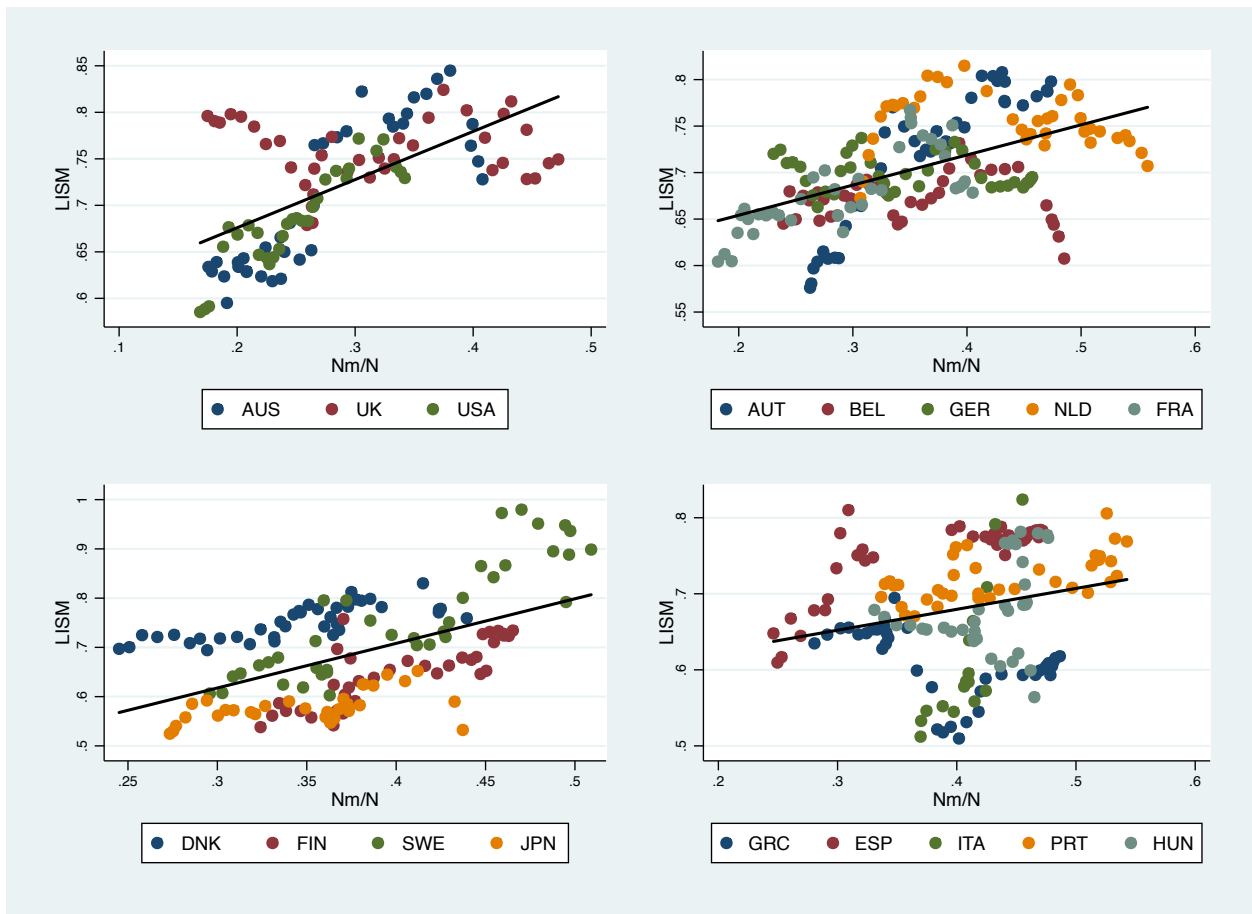 .85
.8
.75
.7
.65
.6
LISM
.1 .2 .3 .4 .5
Nm/N
AUS UK USA
.8
.75
.7
.65
.6
.55
LISM
.2 .3 .4 .5 .6
Nm/N
AUT BEL GER NLD FRA
1
.9
.8
.7
.6
.5
LISM
.25 .3 .35 .4 .45 .5
Nm/N
DNK FIN SWE JPN
.8
.7
.6
.5
LISM
.2 .3 .4 .5 .6
Nm/N
GRC ESP ITA PRT HUN